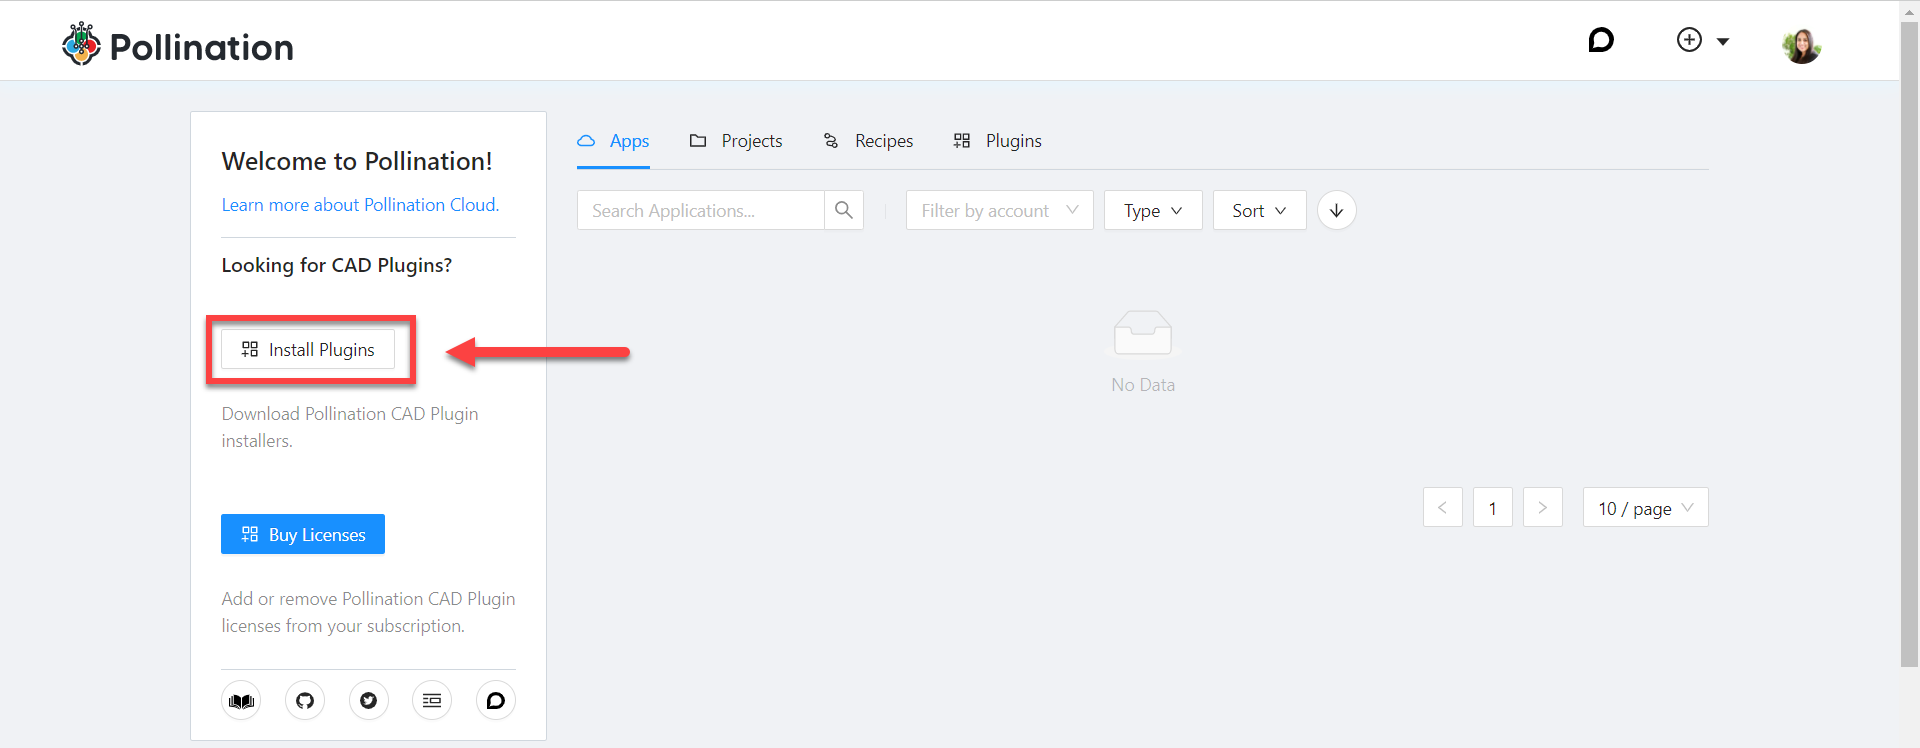 Pollination
Welcome to Pollination!
Learn more about Pollination Cloud.
Looking for CAD Plugins?
Install Plugins
Download Pollination CAD Plugin
installers.
Buy Licenses
Add or remove Pollination CAD Plugin
licenses from your subscription.
Apps Projects Recipes Plugins
Search Applications... Filter by account Type Sort
No Data
1 10 / page